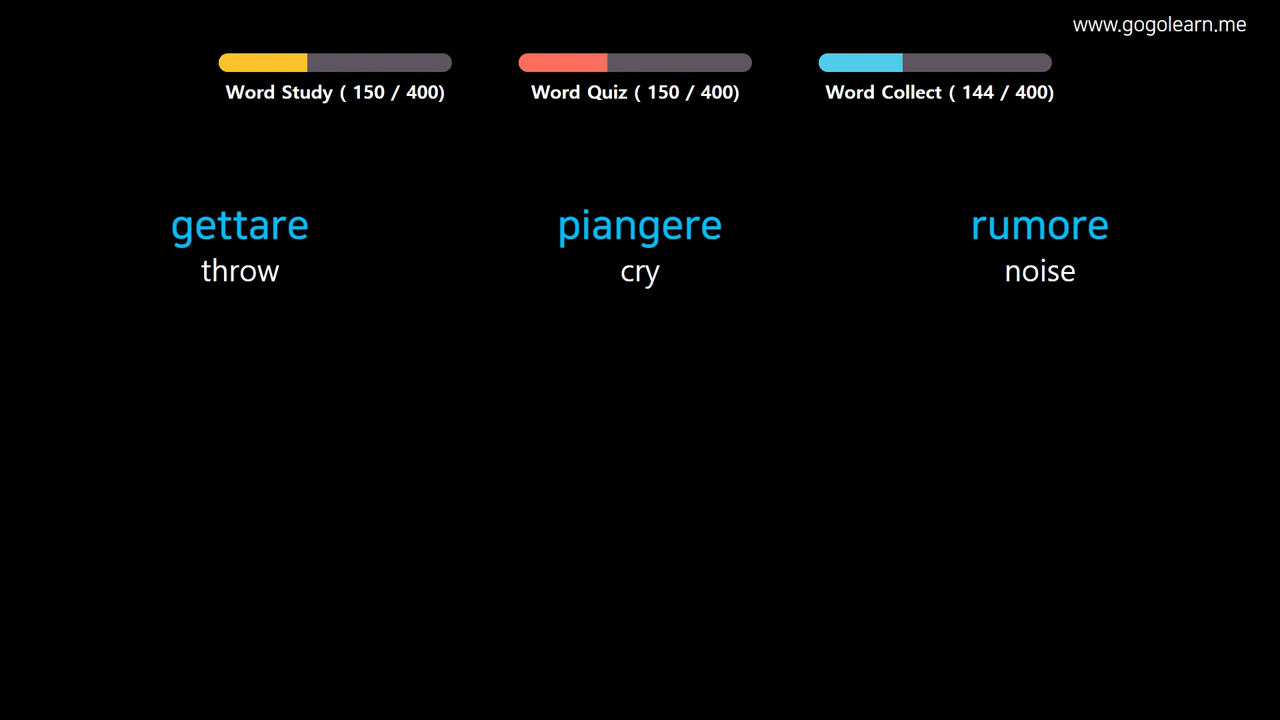 www.gogolearn.me
Word Study ( 150 / 400)
Word Quiz ( 150 / 400)
Word Collect ( 144 / 400)
gettare
throw
piangere
cry
rumore
noise